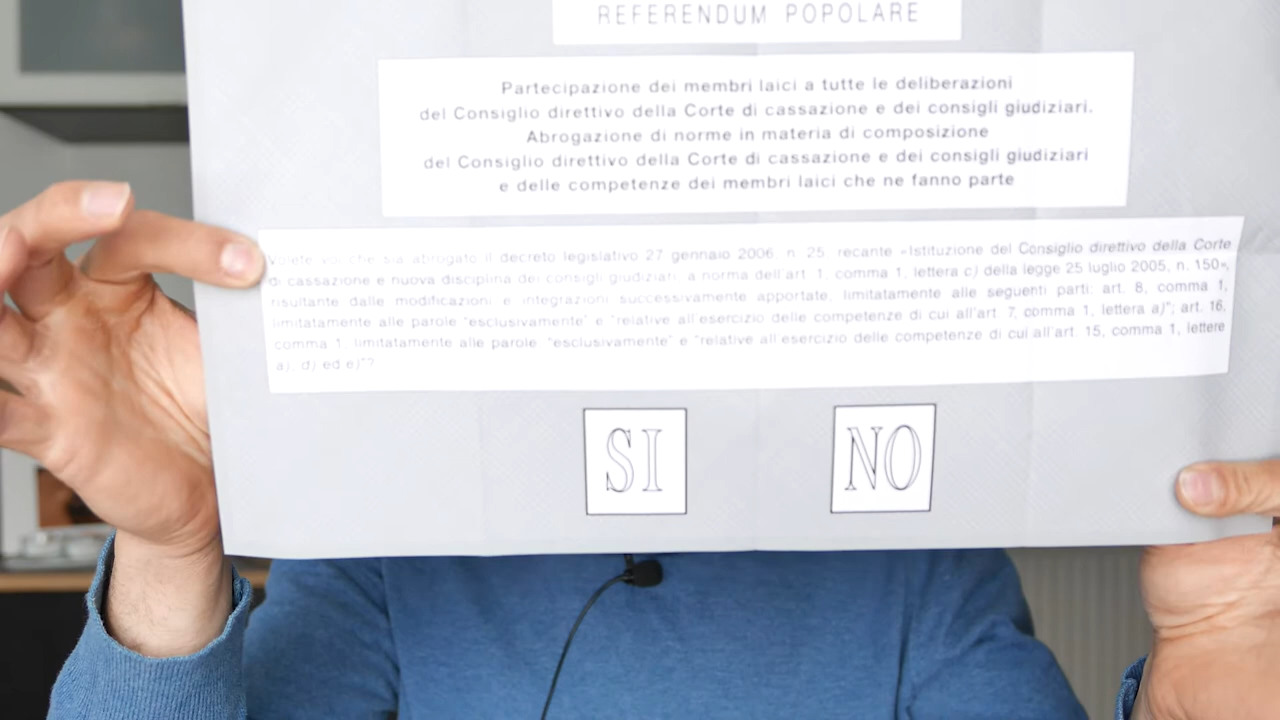 REFERENDUM POPOLARE
Partecipazione dei membri laici a tutte le deliberazioni
del Consiglio direttivo della Corte di cassazione e dei consigli giudiziari.
Abrogazione di norme in materia di composizione
del Consiglio direttivo della Corte di cassazione e dei consigli giudiziari
e delle competenze dei membri laici che ne fanno parte
Volete voi che sia abrogato il decreto legislativo 27 gennaio 2006, n. 25, recante «Istituzione del Consiglio direttivo della Corte
di cassazione e nuova disciplina dei consigli giudiziari, a norma dell'art. 1, comma 1, lettera c) della legge 25 luglio 2005, n. 150»,
risultante dalle modificazioni e integrazioni successivamente apportate, limitatamente alle seguenti parti: art. 8, comma 1,
limitatamente alle parole "esclusivamente" e "relative all'esercizio delle competenze di cui all'art. 7, comma 1, lettera a)"; art. 16,
comma 1, limitatamente alle parole: "esclusivamente" e "relative all'esercizio delle competenze di cui all'art. 15, comma 1, lettere
a), d) ed e)"?
SI NO